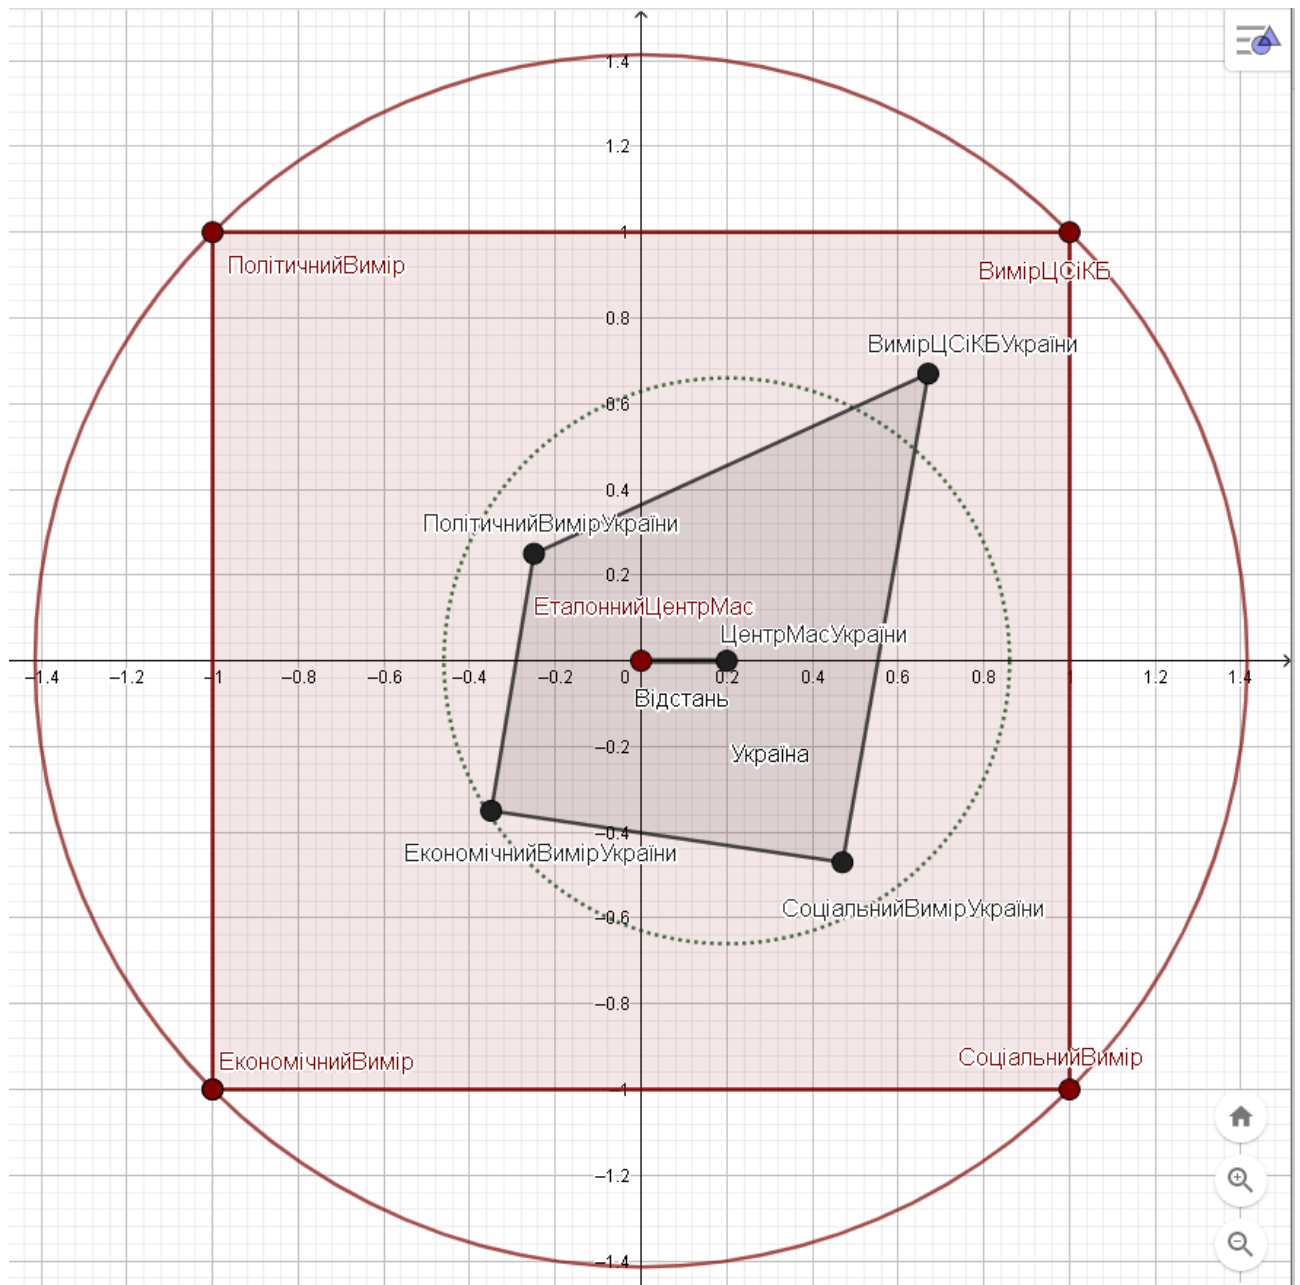 1.4
1.2
1
ПолітичнийВимір
ВимірЦСіКБ
0.8
ВимірЦСіКБУкраїни
0.6
0.4
ПолітичнийВимірУкраїни
0.2
ЕталоннийЦентрМас
ЦентрМасУкраїни
–1.4 –1.2 –1 –0.8 –0.6 –0.4 –0.2 0 0.2 0.4 0.6 0.8 1 1.2 1.4
Відстань
–0.2
Україна
–0.4
ЕкономічнийВимірУкраїни
СоціальнийВимірУкраїни
–0.6
–0.8
ЕкономічнийВимір
СоціальнийВимір
–1
–1.2
–1.4